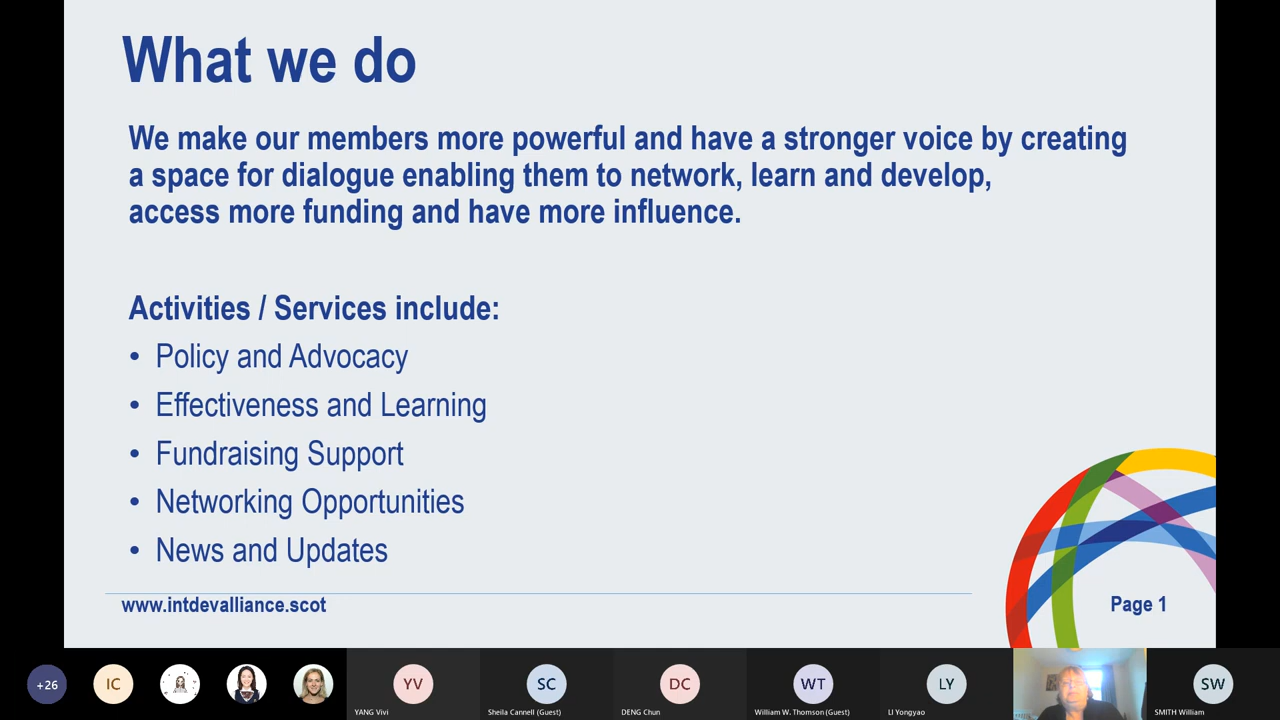 What we do
We make our members more powerful and have a stronger voice by creating
a space for dialogue enabling them to network, learn and develop,
access more funding and have more influence.
Activities / Services include:
• Policy and Advocacy
• Effectiveness and Learning
• Fundraising Support
• Networking Opportunities
• News and Updates
www.intdevalliance.scot
Page 1
+26
IC
YV
SC
DC
WT
LY
SW
YANG Vivi
Sheila Cannell (Guest)
DENG Chun
William W. Thomson (Guest)
LI Yongyao
SMITH William